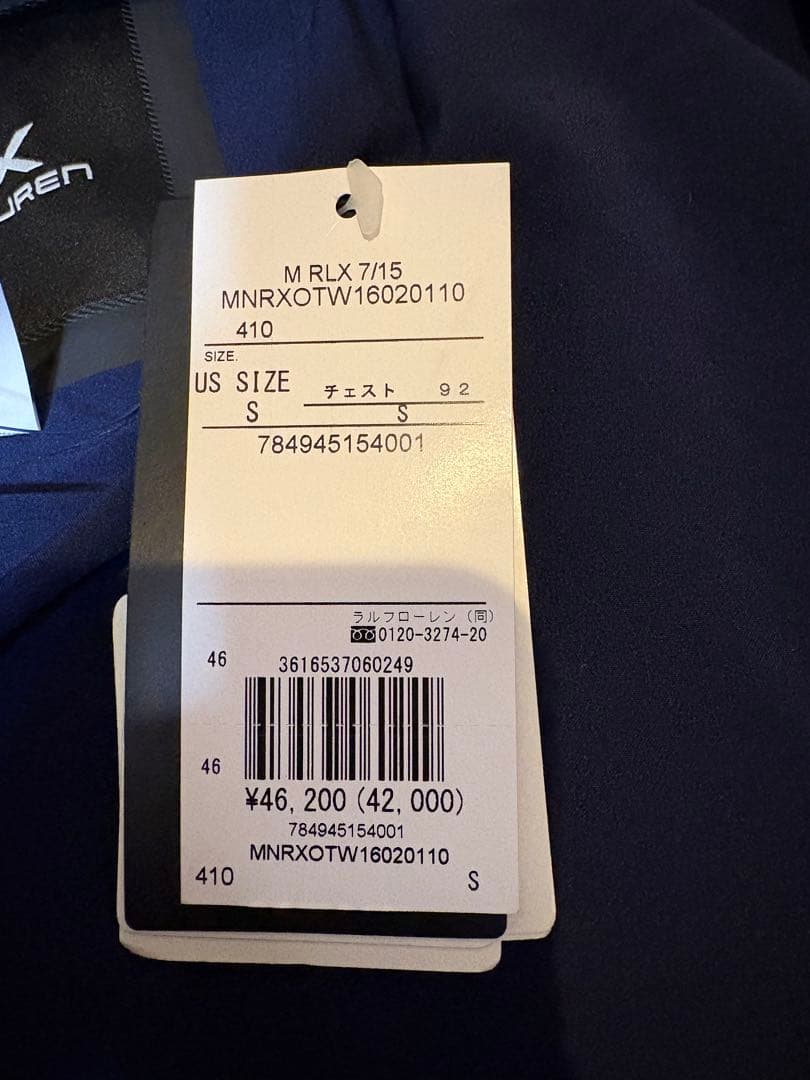 M RLX 7/15
MNRXOTW16020110
410
SIZE.
US SIZE チェスト 92
S S
784945154001
ラルフローレン(同)
0120-3274-20
46 3616537060249
46
¥46,200(42,000)
784945154001
MNRXOTW16020110
410 S